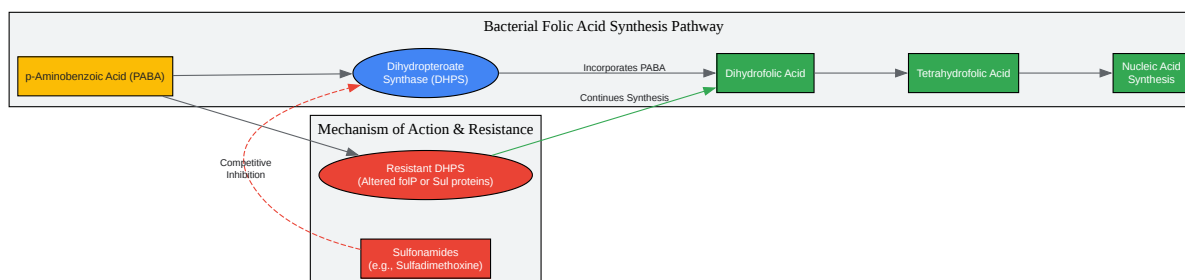 Bacterial Folic Acid Synthesis Pathway
p-Aminobenzoic Acid (PABA)
Dihydropteroate
Synthase (DHPS)
Incorporates PABA
Dihydrofolic Acid
Tetrahydrofolic Acid
Nucleic Acid
Synthesis
Continues Synthesis
Mechanism of Action & Resistance
Competitive
Inhibition
Resistant DHPS
(Altered folP or Sul proteins)
Sulfonamides
(e.g., Sulfadimethoxine)